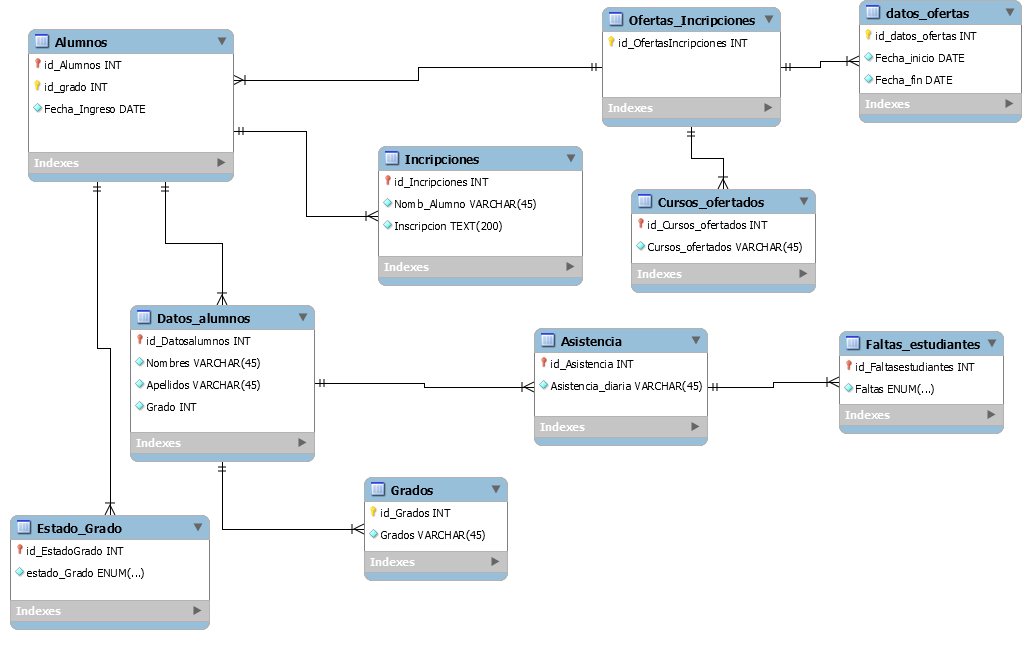 Alumnos
id_Alumnos INT
id_grado INT
Fecha_Ingreso DATE
Indexes
Ofertas_Incripciones
id_OfertasIncripciones INT
Indexes
datos_ofertas
id_datos_ofertas INT
Fecha_inicio DATE
Fecha_fin DATE
Indexes
Incripciones
id_Incripciones INT
Nomb_Alumno VARCHAR(45)
Inscripcion TEXT(200)
Indexes
Cursos_ofertados
id_Cursos_ofertados INT
Cursos_ofertados VARCHAR(45)
Indexes
Datos_alumnos
id_Datosalumnos INT
Nombres VARCHAR(45)
Apellidos VARCHAR(45)
Grado INT
Indexes
Asistencia
id_Asistencia INT
Asistencia_diaria VARCHAR(45)
Indexes
Faltas_estudiantes
id_Faltasestudiantes INT
Faltas ENUM(...)
Indexes
Grados
id_Grados INT
Grados VARCHAR(45)
Indexes
Estado_Grado
id_EstadoGrado INT
estado_Grado ENUM(...)
Indexes